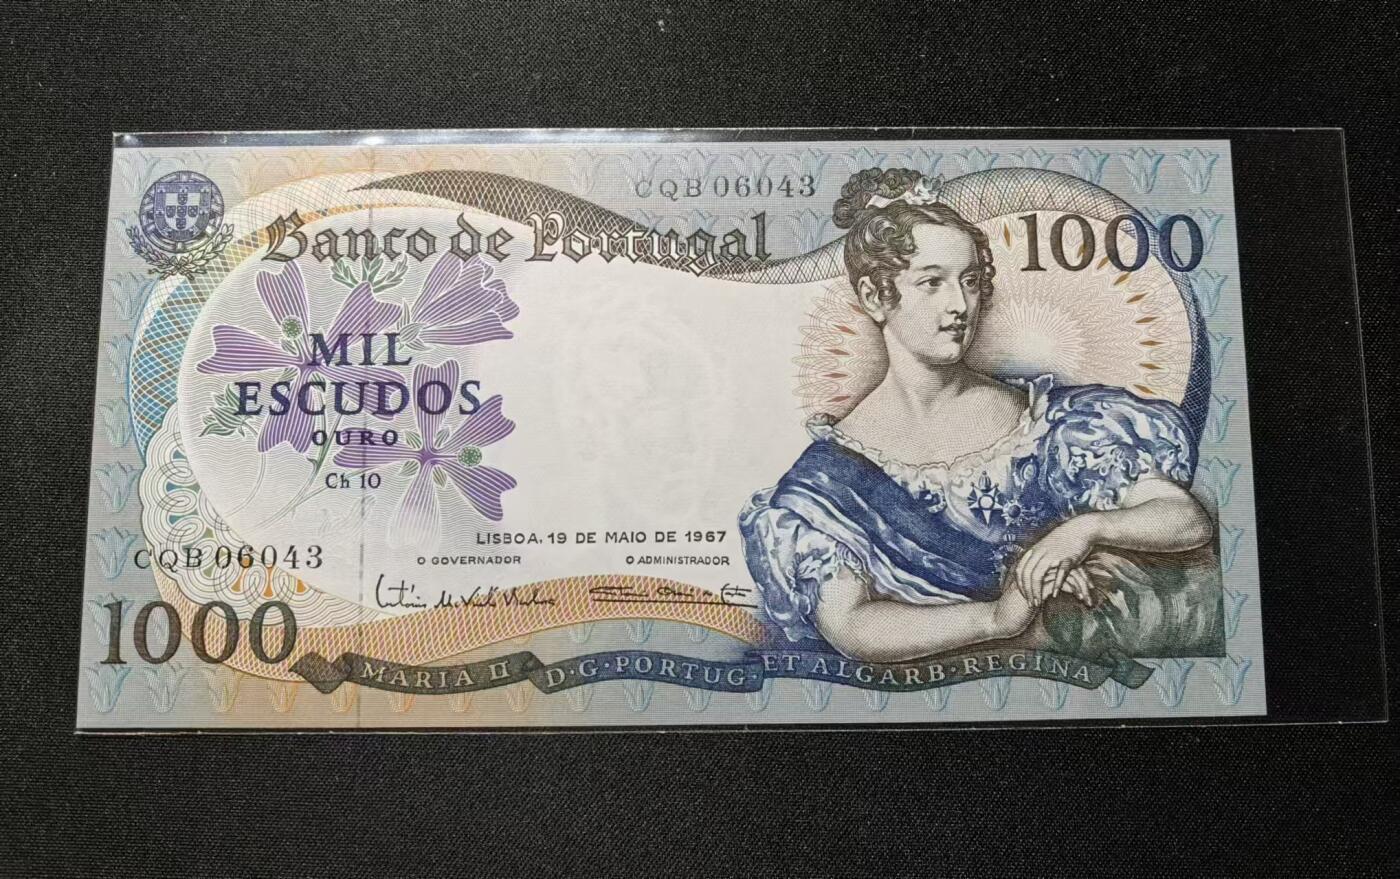 CQB 06043
Banco de Portugal
1000
MIL
ESCUDOS
OURO
Ch 10
LISBOA, 19 DE MAIO DE 1967
O GOVERNADOR
O ADMINISTRADOR
CQB 06043
1000
MARIA II D·G·PORTUG· ET ALGARB·REGINA